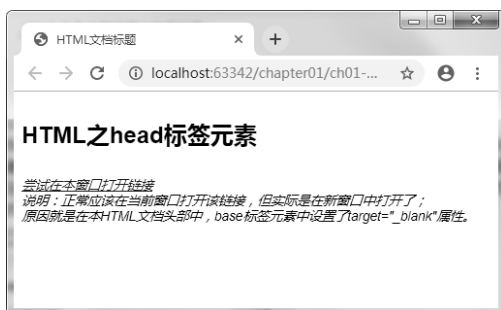 HTML文档标题
localhost:63342/chapter01/ch01-...
HTML之head标签元素
尝试在本窗口打开链接
说明：正常应该在当前窗口打开该链接，但实际是在新窗口中打开了；
原因就是在本HTML文档头部中，base标签元素中设置了target="_blank"属性。